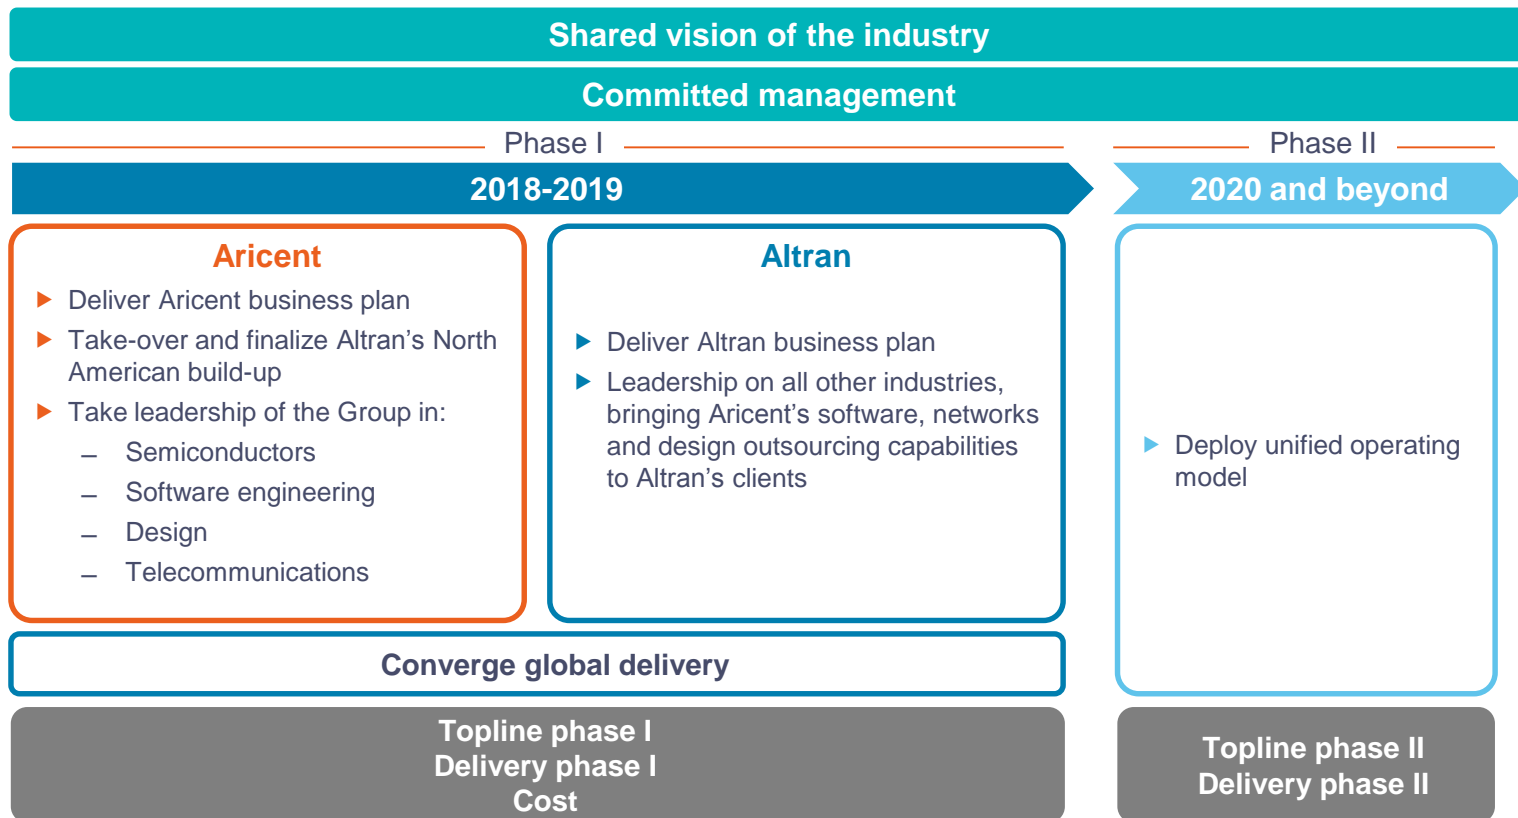 Shared vision of the industry
Committed management
Phase I
Phase II
2018-2019
2020 and beyond
Aricent
Deliver Aricent business plan
Take-over and finalize Altran’s North
American build-up
Take leadership of the Group in:
– Semiconductors
– Software engineering
– Design
– Telecommunications
Altran
Deliver Altran business plan
Leadership on all other industries,
bringing Aricent’s software, networks
and design outsourcing capabilities
to Altran’s clients
Deploy unified operating
model
Converge global delivery
Topline phase I
Delivery phase I
Cost
Topline phase II
Delivery phase II